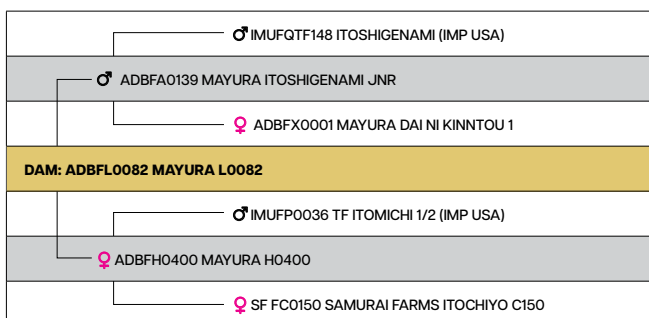 ♂ IMUFQTF148 ITOSHIGENAMI (IMP USA)
♂ ADBFA0139 MAYURA ITOSHIGENAMI JNR
♀ ADBFX0001 MAYURA DAI NI KINNTOU 1
DAM: ADBFL0082 MAYURA L0082
♂ IMUFP0036 TF ITOMICHI 1/2 (IMP USA)
♀ ADBFH0400 MAYURA H0400
♀ SF FC0150 SAMURAI FARMS ITOCHIYO C150